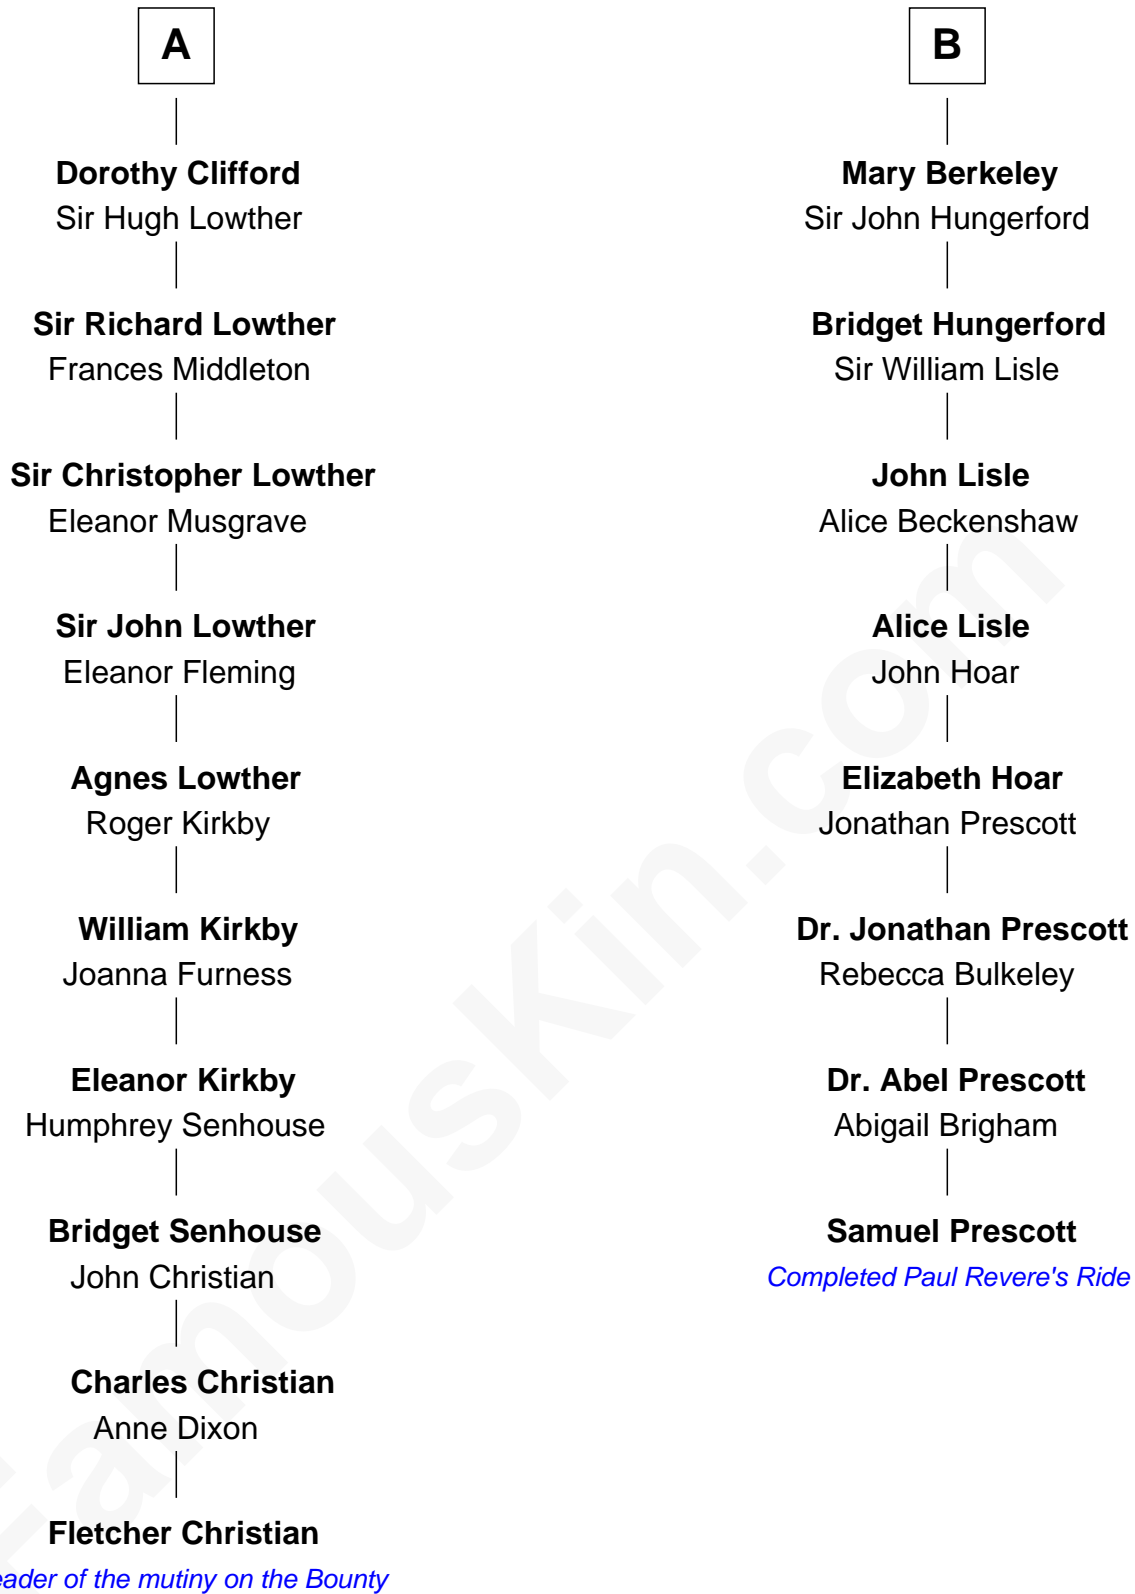 A
Dorothy Clifford
Sir Hugh Lowther
Sir Richard Lowther
Frances Middleton
Sir Christopher Lowther
Eleanor Musgrave
Sir John Lowther
Eleanor Fleming
Agnes Lowther
Roger Kirkby
William Kirkby
Joanna Furness
Eleanor Kirkby
Humphrey Senhouse
Bridget Senhouse
John Christian
Charles Christian
Anne Dixon
Fletcher Christian
eader of the mutiny on the Bounty
B
Mary Berkeley
Sir John Hungerford
Bridget Hungerford
Sir William Lisle
John Lisle
Alice Beckenshaw
Alice Lisle
John Hoar
Elizabeth Hoar
Jonathan Prescott
Dr. Jonathan Prescott
Rebecca Bulkeley
Dr. Abel Prescott
Abigail Brigham
Samuel Prescott
Completed Paul Revere's Ride
FamousKin.com